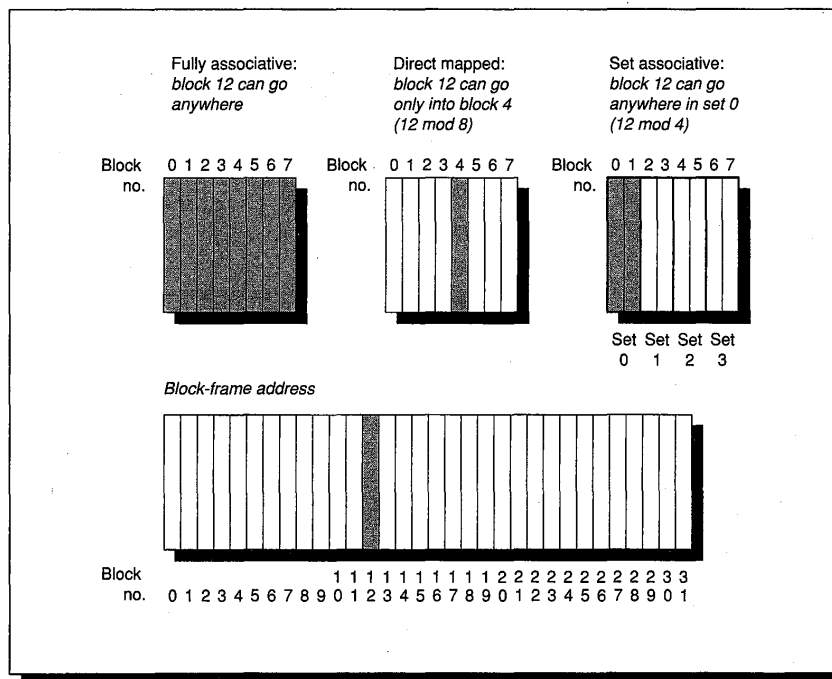 Fully associative:
block 12 can go
anywhere
Direct mapped:
block 12 can go
only into block 4
(12 mod 8)
Set associative:
block 12 can go
anywhere in set 0
(12 mod 4)
Block
no.
0 1 2 3 4 5 6 7
Block
no.
0 1 2 3 4 5 6 7
Block
no.
0 1 2 3 4 5 6 7
Set Set Set Set
0 1 2 3
Block-frame address
Block 1 1 1 1 1 1 1 1 1 1 2 2 2 2 2 2 2 2 2 2 3 3
no. 0 1 2 3 4 5 6 7 8 9 0 1 2 3 4 5 6 7 8 9 0 1 2 3 4 5 6 7 8 9 0 1